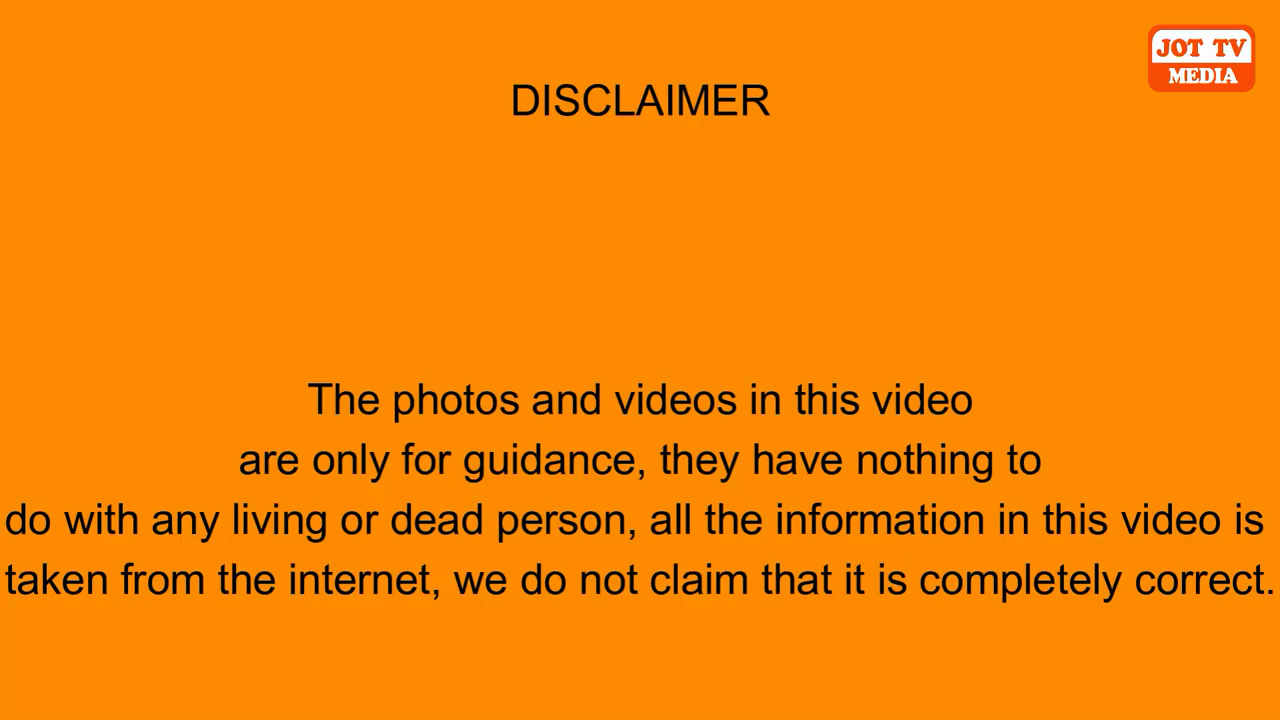 JOT TV
MEDIA
DISCLAIMER
The photos and videos in this video
are only for guidance, they have nothing to
do with any living or dead person, all the information in this video is
taken from the internet, we do not claim that it is completely correct.